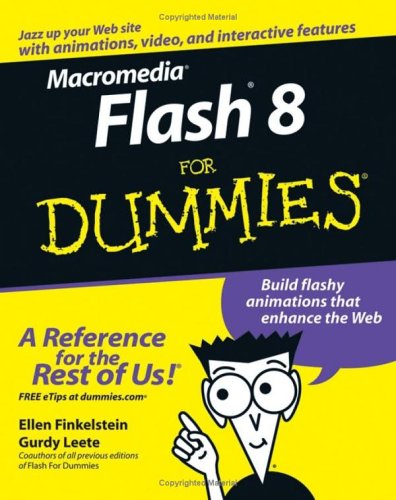 Copyrighted Material
Jazz up your Web site
with animations, video, and interactive features
Macromedia®
Flash® 8
FOR
DUMMIES®
Build flashy
animations that
enhance the Web
A Reference
for the
Rest of Us!®
FREE eTips at dummies.com®
Ellen Finkelstein
Gurdy Leete
Coauthors of all previous editions
of Flash For Dummies
Copyrighted Material